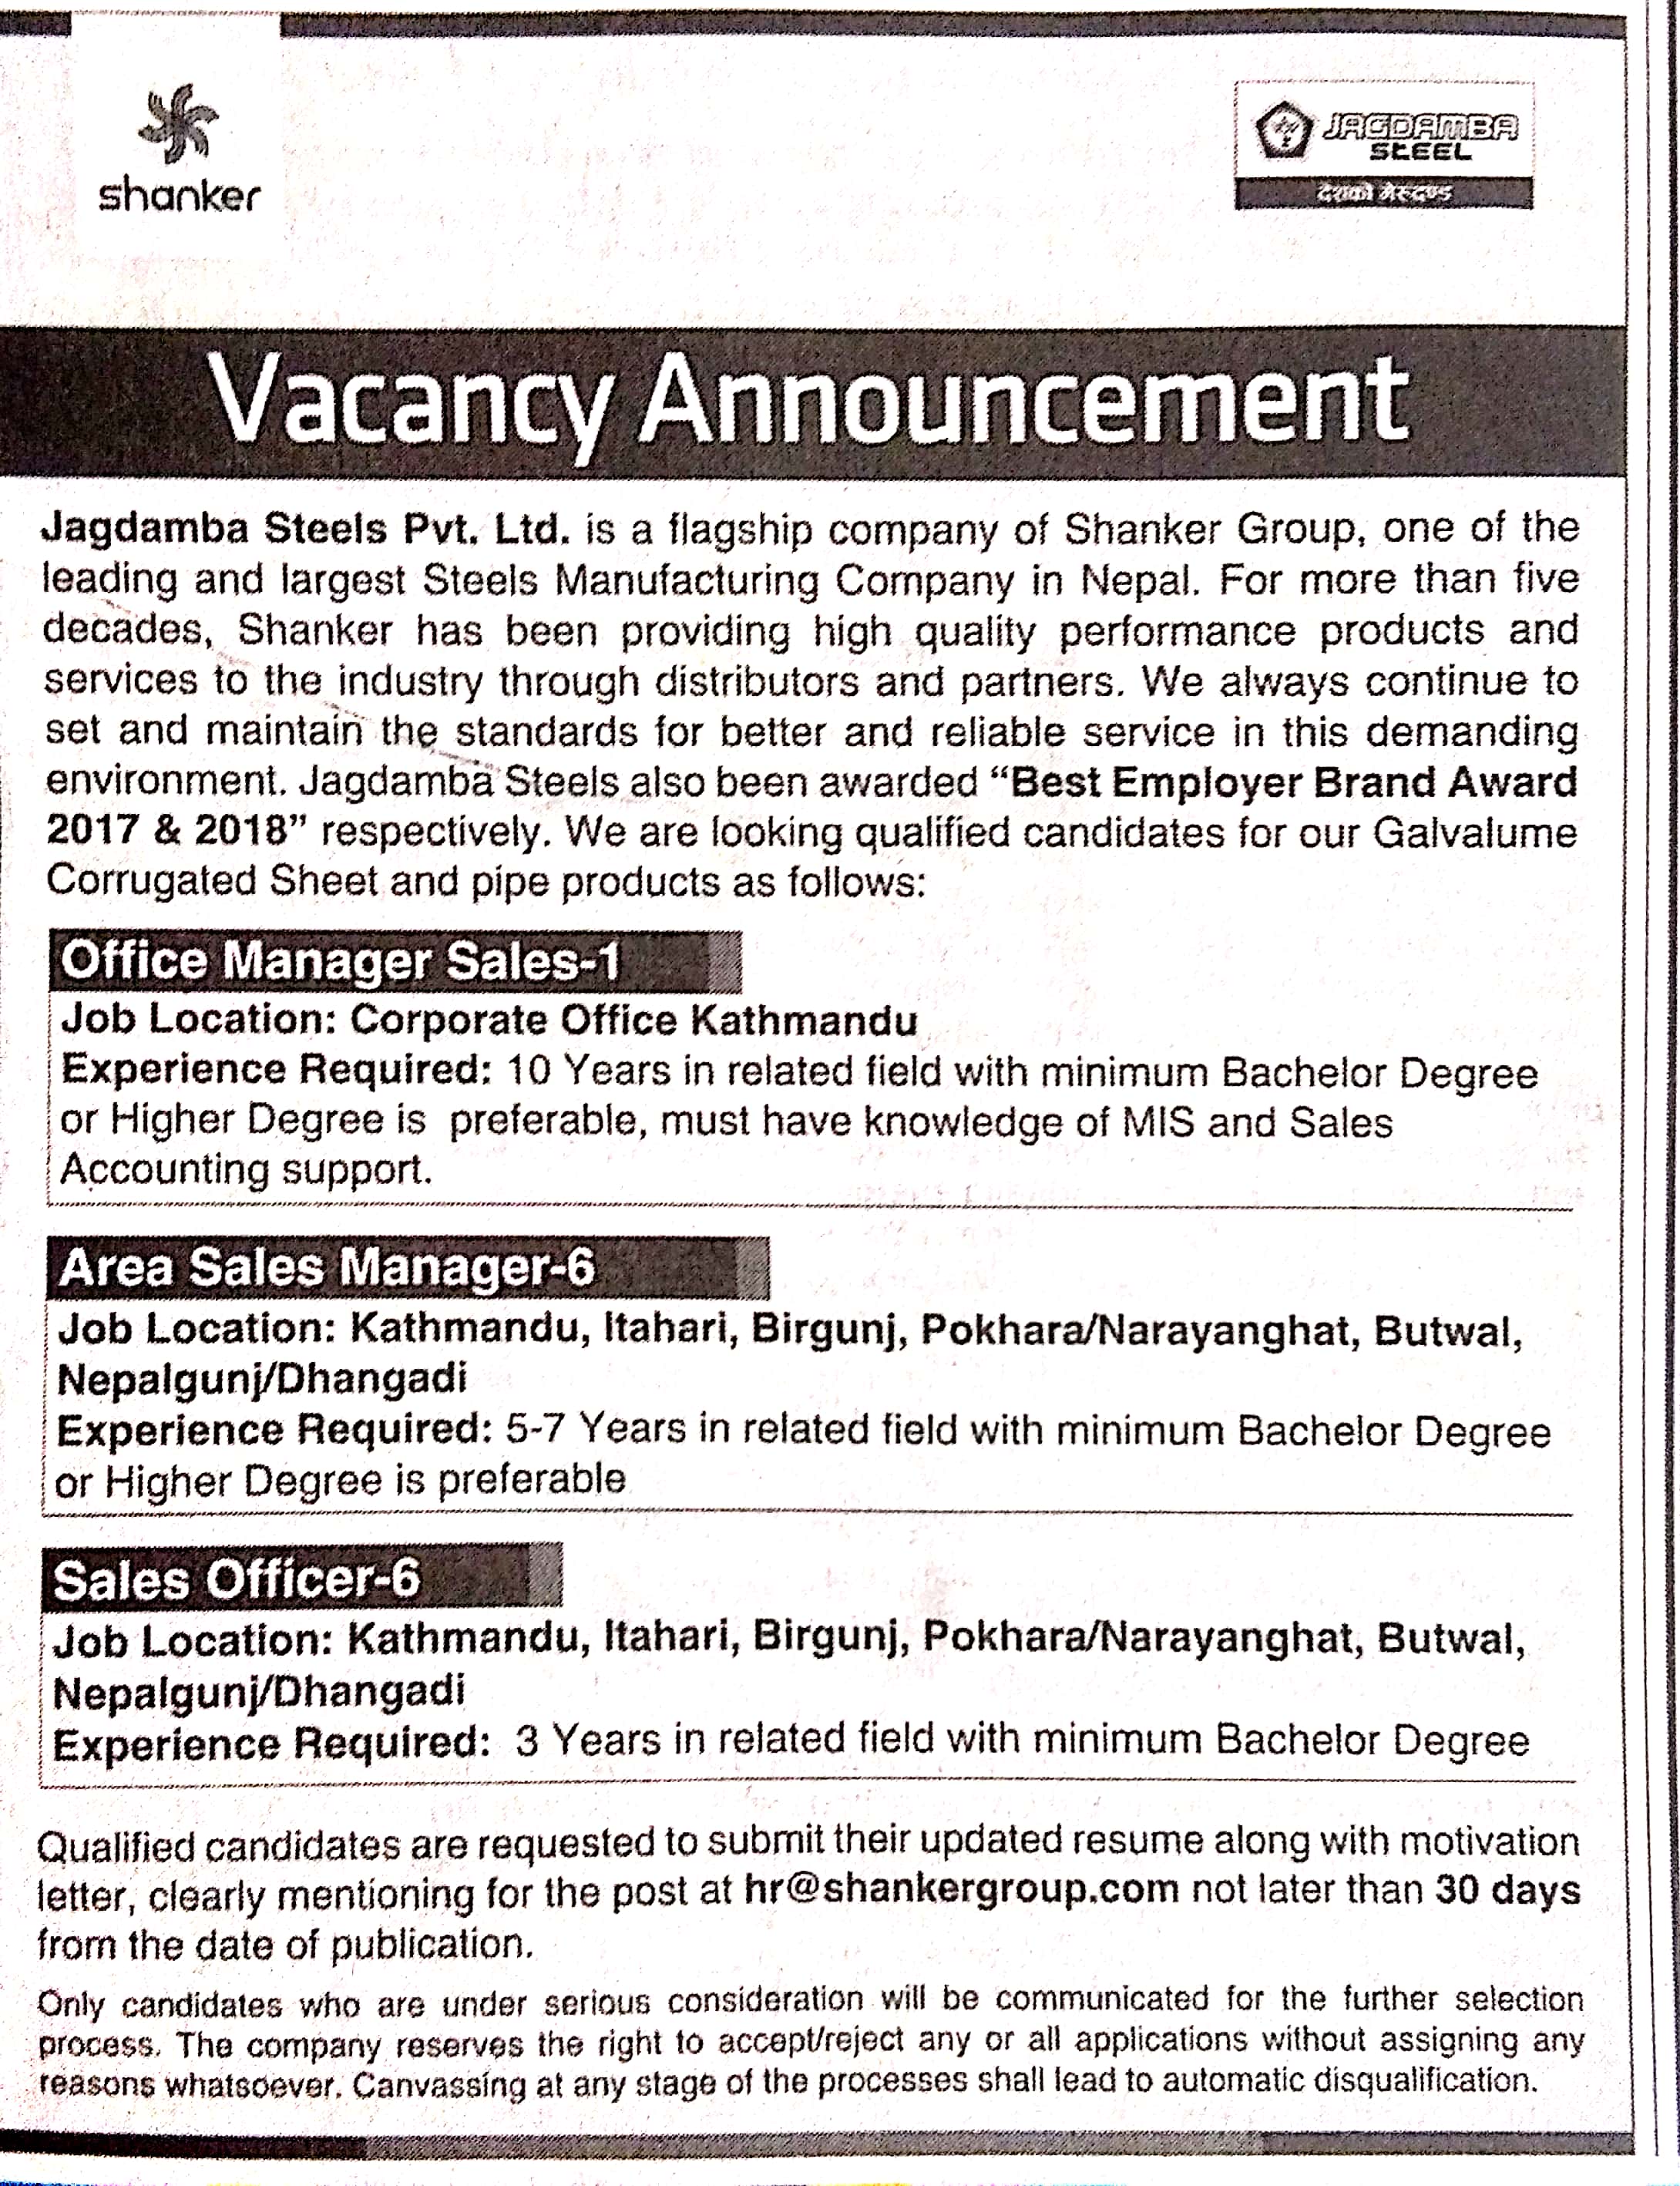 shanker
JAGDAMBA
STEEL
देशको मेरुदण्ड
Vacancy Announcement
Jagdamba Steels Pvt. Ltd. is a flagship company of Shanker Group, one of the
leading and largest Steels Manufacturing Company in Nepal. For more than five
decades, Shanker has been providing high quality performance products and
services to the industry through distributors and partners. We always continue to
set and maintain the standards for better and reliable service in this demanding
environment. Jagdamba Steels also been awarded “Best Employer Brand Award
2017 & 2018” respectively. We are looking qualified candidates for our Galvalume
Corrugated Sheet and pipe products as follows:
Office Manager Sales-1
Job Location: Corporate Office Kathmandu
Experience Required: 10 Years in related field with minimum Bachelor Degree
or Higher Degree is preferable, must have knowledge of MIS and Sales
Accounting support.
Area Sales Manager-6
Job Location: Kathmandu, Itahari, Birgunj, Pokhara/Narayanghat, Butwal,
Nepalgunj/Dhangadi
Experience Required: 5-7 Years in related field with minimum Bachelor Degree
or Higher Degree is preferable
Sales Officer-6
Job Location: Kathmandu, Itahari, Birgunj, Pokhara/Narayanghat, Butwal,
Nepalgunj/Dhangadi
Experience Required: 3 Years in related field with minimum Bachelor Degree
Qualified candidates are requested to submit their updated resume along with motivation
letter, clearly mentioning for the post at hr@shankergroup.com not later than 30 days
from the date of publication.
Only candidates who are under serious consideration will be communicated for the further selection
process. The company reserves the right to accept/reject any or all applications without assigning any
reasons whatsoever. Canvassing at any stage of the processes shall lead to automatic disqualification.